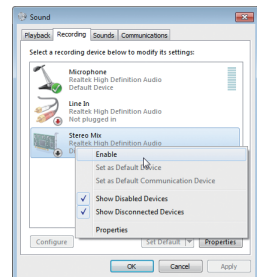 Sound
Playback Recording Sounds Communications
Select a recording device below to modify its settings:
Microphone
Realtek High Definition Audio
Default Device
Line In
Realtek High Definition Audio
Not plugged in
Stereo Mix
Realtek High Definition Audio
Enable
Set as Default Device
Set as Default Communication Device
Show Disabled Devices
Show Disconnected Devices
Properties
Configure Set Default Properties
OK Cancel Apply